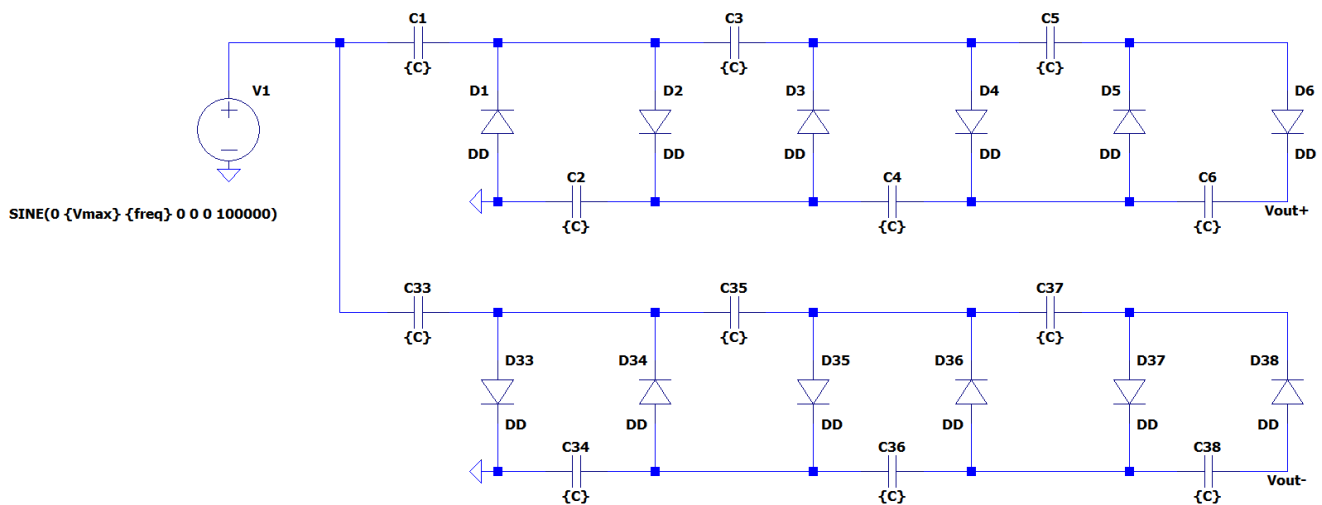 C1
C3
C5
{C}
{C}
{C}
V1
D1
D2
D3
D4
D5
D6
DD
DD
DD
DD
DD
DD
C2
C4
C6
{C}
{C}
{C}
Vout+
SINE(0 {Vmax} {freq} 0 0 0 100000)
C33
C35
C37
{C}
{C}
{C}
D33
D34
D35
D36
D37
D38
DD
DD
DD
DD
DD
DD
C34
C36
C38
{C}
{C}
{C}
Vout-